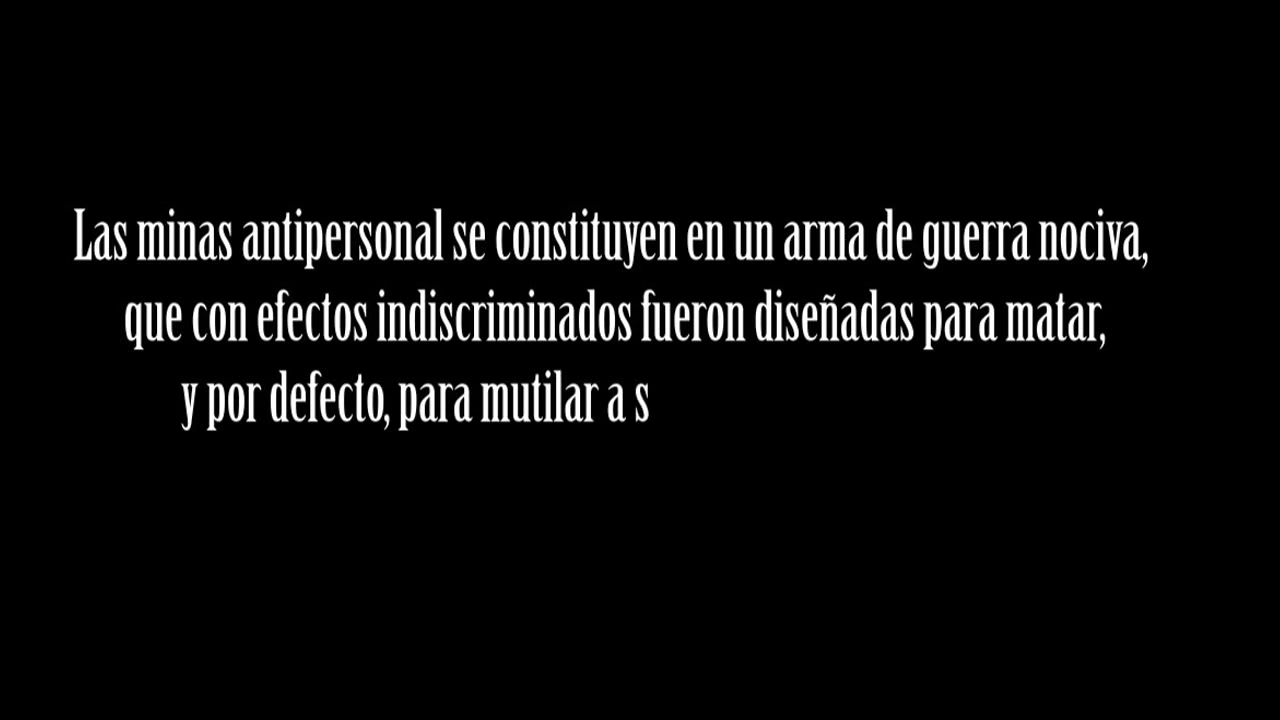 Las minas antipersonal se constituyen en un arma de guerra nociva,
que con efectos indiscriminados fueron diseñadas para matar,
y por defecto, para mutilar a s